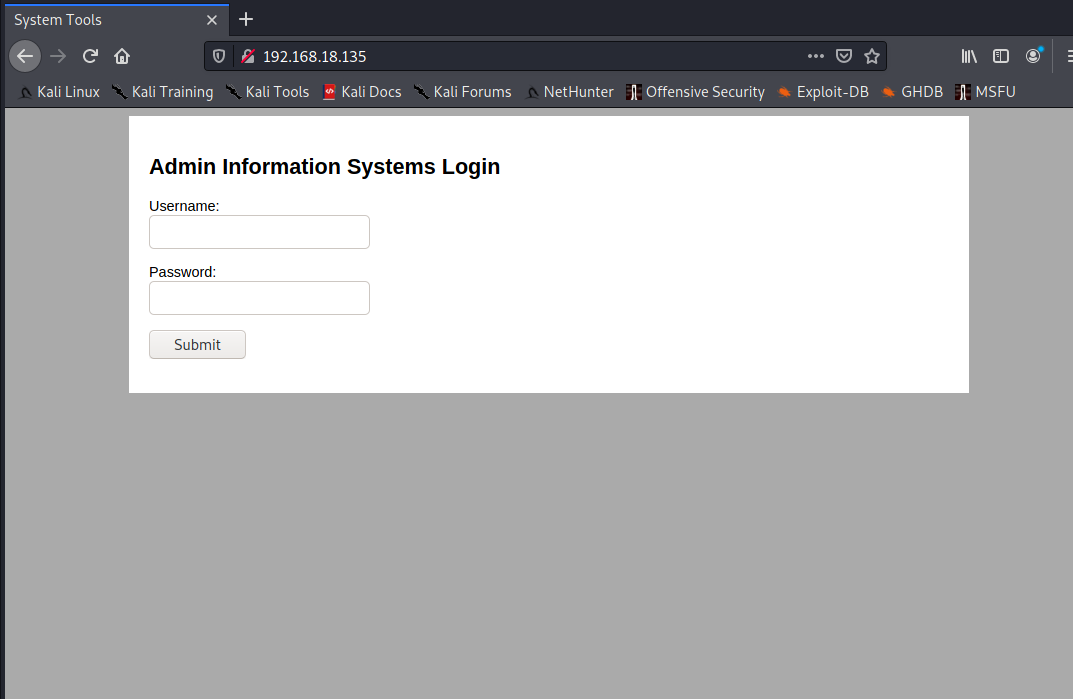 System Tools
192.168.18.135
Kali Linux Kali Training Kali Tools Kali Docs Kali Forums NetHunter Offensive Security Exploit-DB GHDB MSFU
Admin Information Systems Login
Username:
Password:
Submit